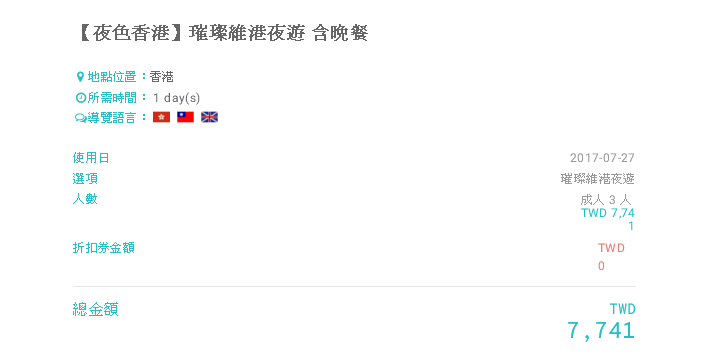 【夜色香港】璀璨維港夜遊 含晚餐
地點位置：香港
所需時間： 1 day(s)
導覽語言：
使用日 2017-07-27
選項 璀璨維港夜遊
人數 成人 3 人
TWD 7,74
1
折扣券金額 TWD
0
總金額 TWD
7,741